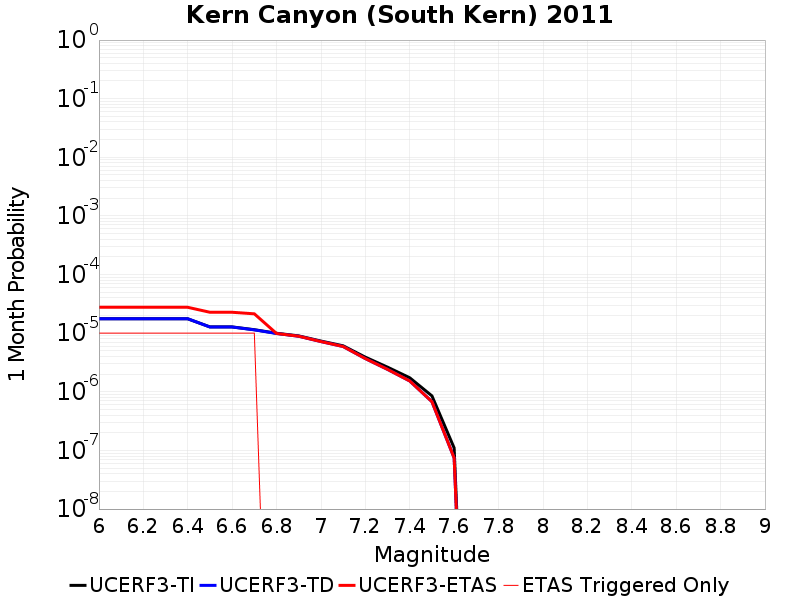 Kern Canyon (South Kern) 2011
1 Month Probability
10^0
10^-1
10^-2
10^-3
10^-4
10^-5
10^-6
10^-7
10^-8
6 6.2 6.4 6.6 6.8 7 7.2 7.4 7.6 7.8 8 8.2 8.4 8.6 8.8 9
Magnitude
UCERF3-TI UCERF3-TD UCERF3-ETAS ETAS Triggered Only